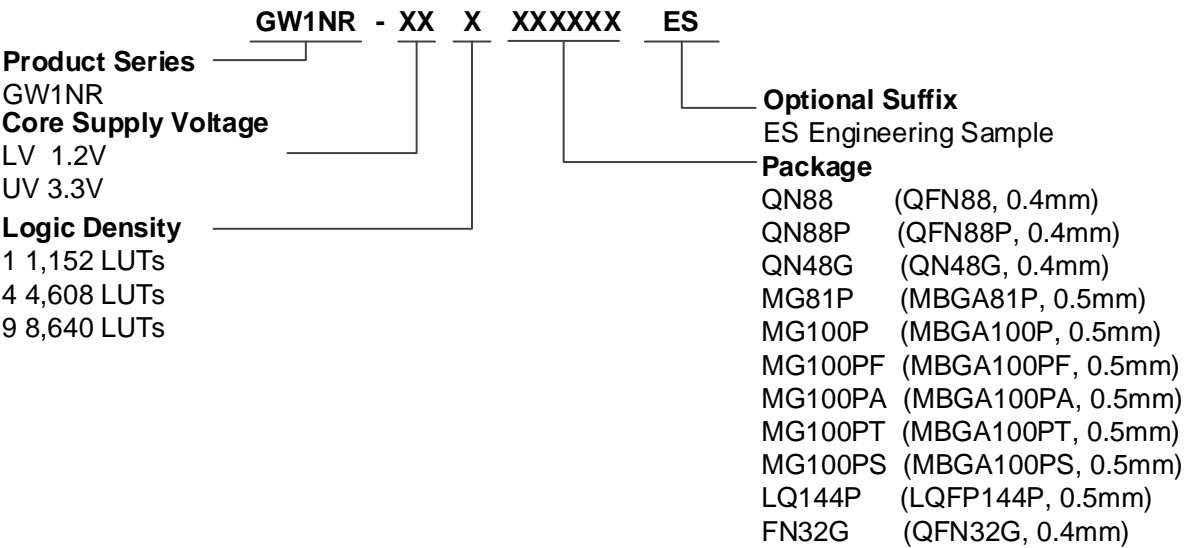 GW1NR - XX X XXXXXX ES
Product Series
GW1NR
Core Supply Voltage
LV 1.2V
UV 3.3V
Logic Density
1 1,152 LUTs
4 4,608 LUTs
9 8,640 LUTs
Optional Suffix
ES Engineering Sample
Package
QN88 (QFN88, 0.4mm)
QN88P (QFN88P, 0.4mm)
QN48G (QN48G, 0.4mm)
MG81P (MBGA81P, 0.5mm)
MG100P (MBGA100P, 0.5mm)
MG100PF (MBGA100PF, 0.5mm)
MG100PA (MBGA100PA, 0.5mm)
MG100PT (MBGA100PT, 0.5mm)
MG100PS (MBGA100PS, 0.5mm)
LQ144P (LQFP144P, 0.5mm)
FN32G (QFN32G, 0.4mm)